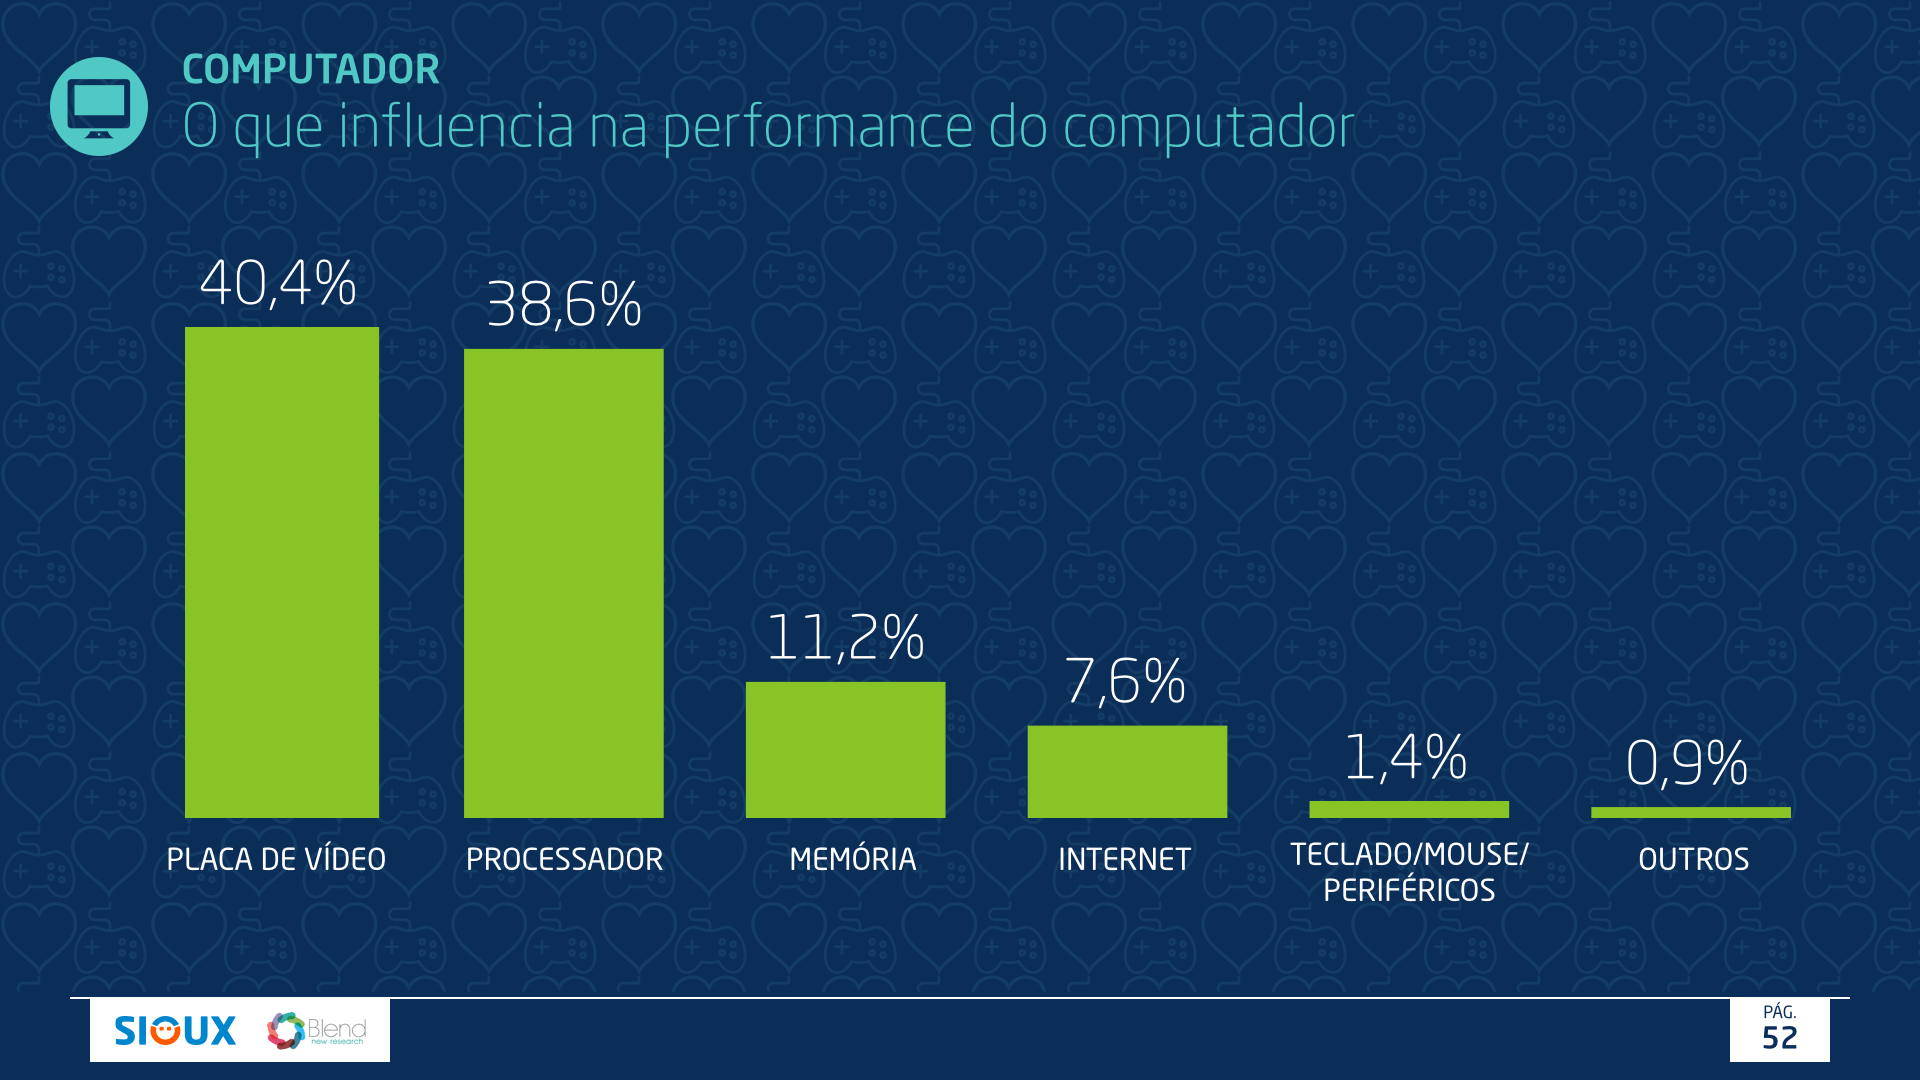 COMPUTADOR
O que influencia na performance do computador
40,4%
38,6%
11,2%
7,6%
1,4%
0,9%
PLACA DE VÍDEO
PROCESSADOR
MEMÓRIA
INTERNET
TECLADO/MOUSE/
PERIFÉRICOS
OUTROS
SIOUX
Blend
new research
PÁG.
52